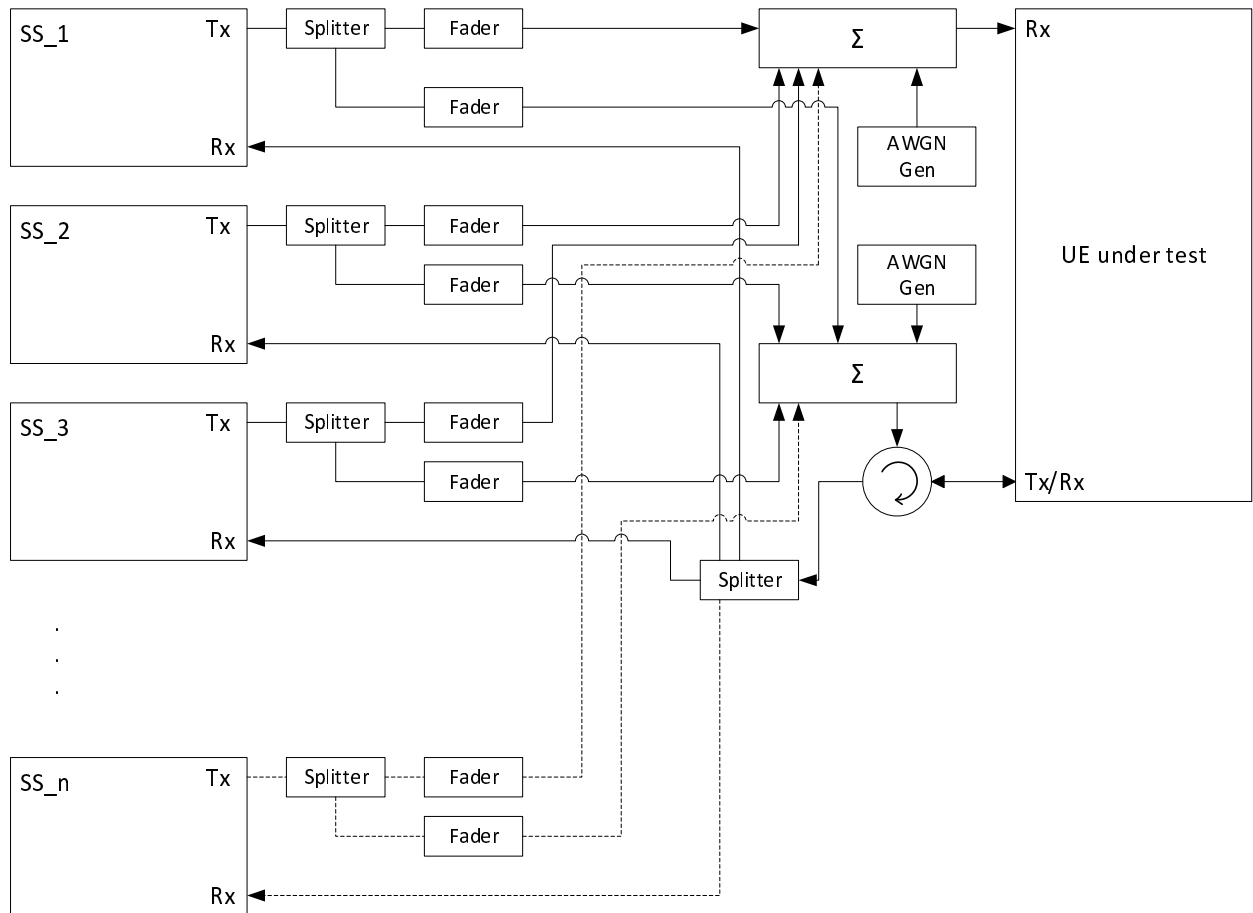 SS_1
Tx
Splitter
Fader
Σ
Rx
Fader
AWGN
Gen
Rx
SS_2
Tx
Splitter
Fader
Fader
AWGN
Gen
UE under test
Rx
Σ
SS_3
Tx
Splitter
Fader
Fader
Tx/Rx
Rx
Splitter
.
.
.
SS_n
Tx
Splitter
Fader
Fader
Rx